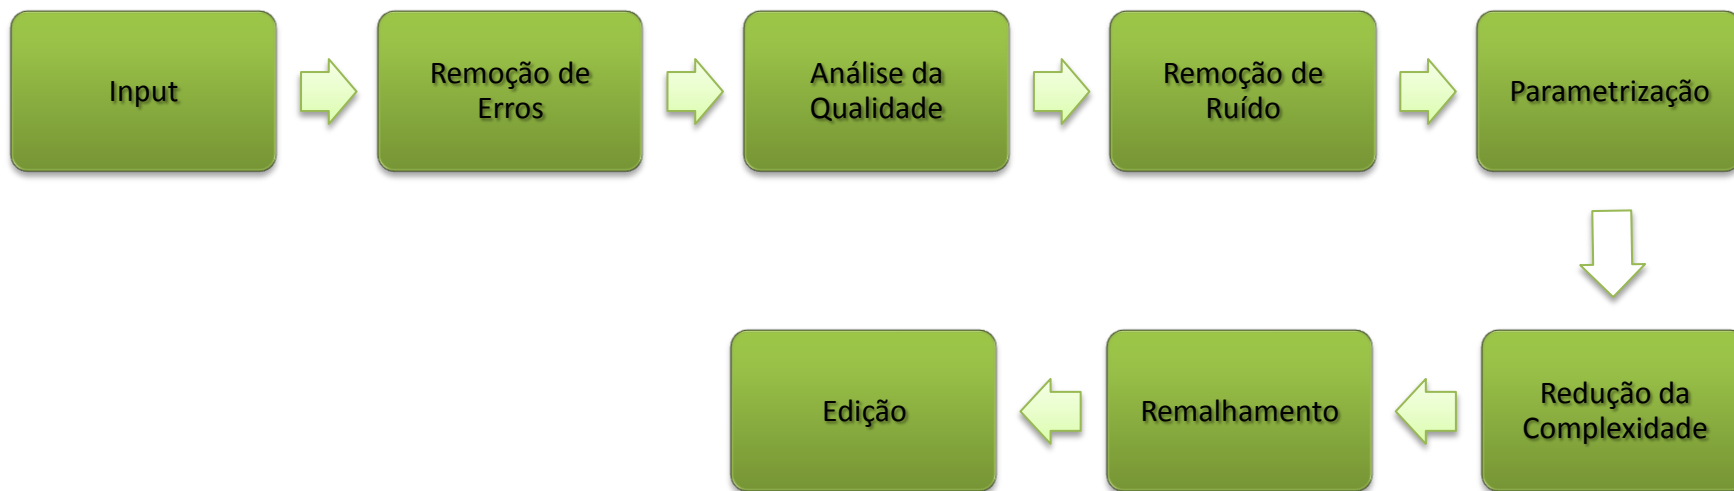 Input
Remoção de
Erros
Análise da
Qualidade
Remoção de
Ruído
Parametrização
Redução da
Complexidade
Remalhamento
Edição